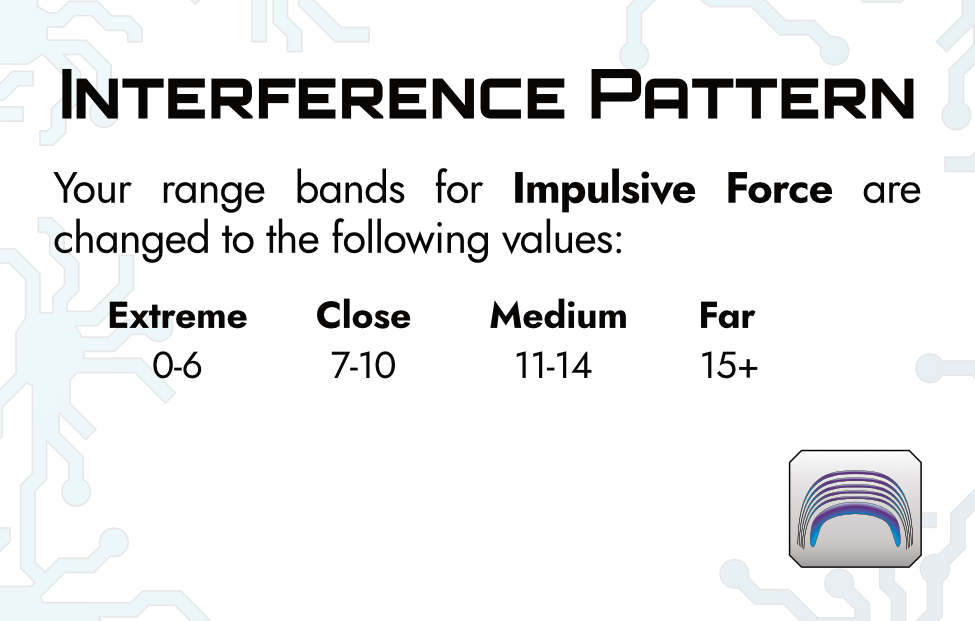 Interference Pattern
Your range bands for Impulsive Force are
changed to the following values:
Extreme Close Medium Far
0-6 7-10 11-14 15+